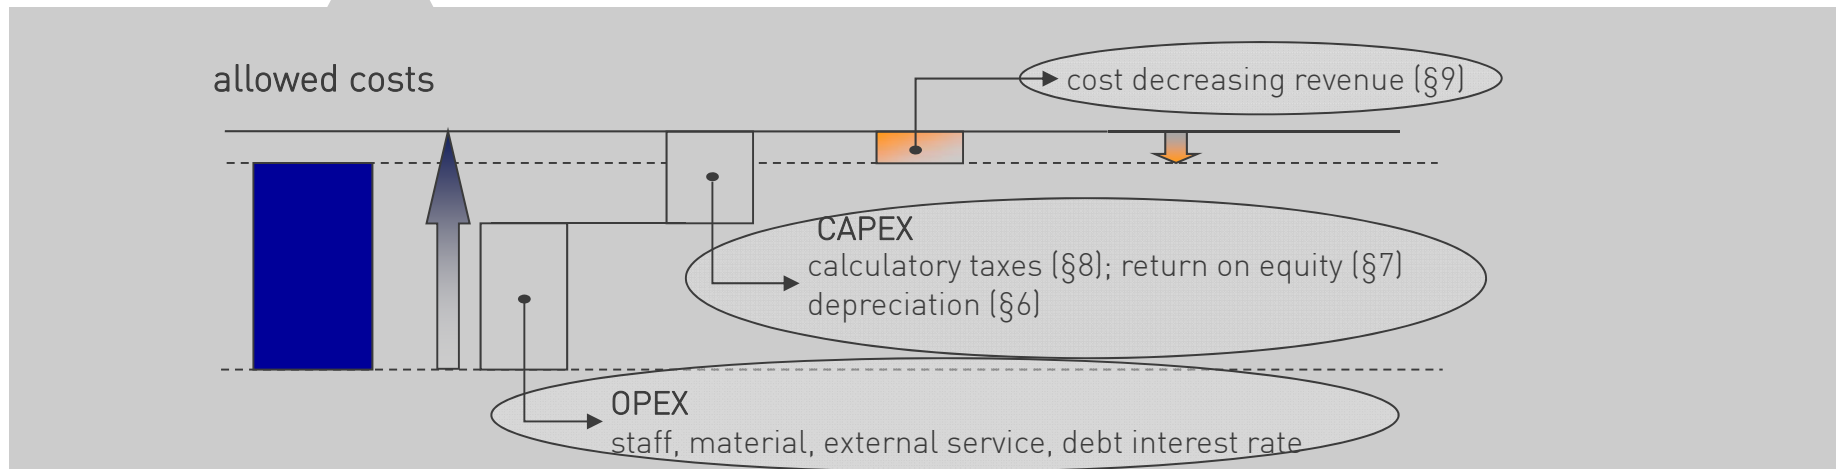 allowed costs
cost decreasing revenue (§9)
CAPEX
calculatory taxes (§8); return on equity (§7)
depreciation (§6)
OPEX
staff, material, external service, debt interest rate